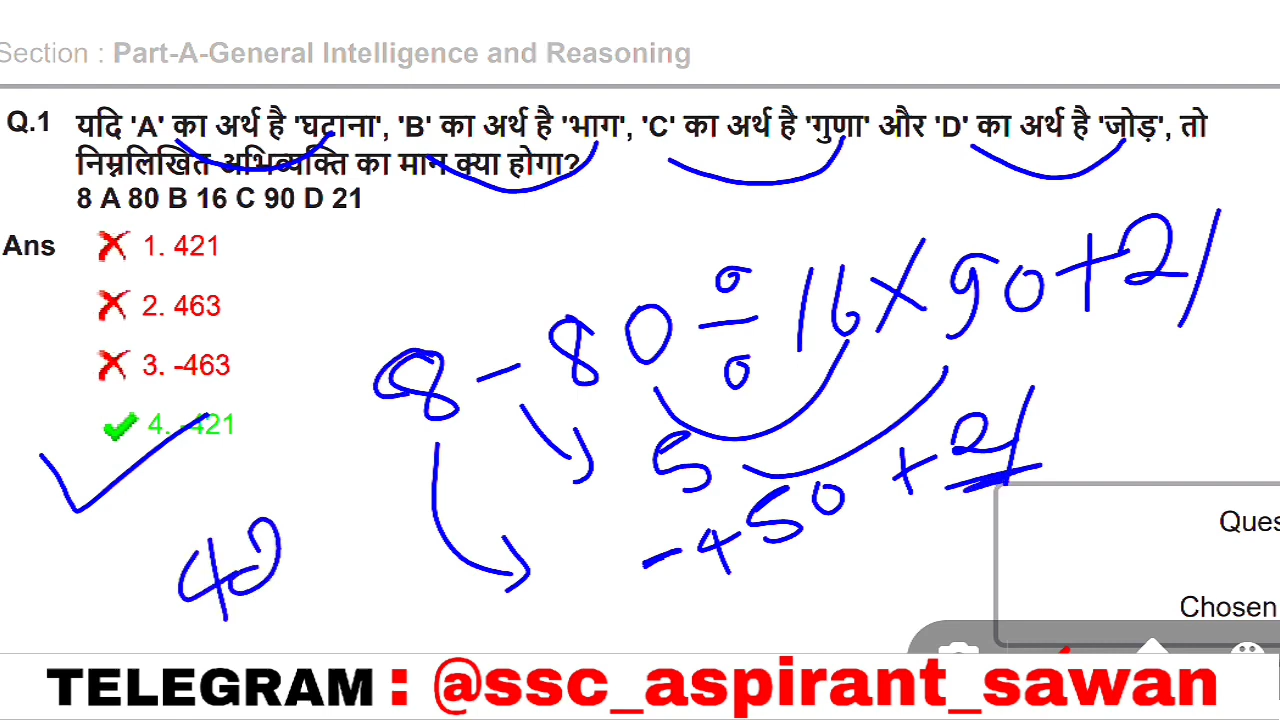 Section : Part-A-General Intelligence and Reasoning
Q.1 यदि 'A' का अर्थ है 'घटाना', 'B' का अर्थ है 'भाग', 'C' का अर्थ है 'गुणा' और 'D' का अर्थ है 'जोड़', तो
निम्नलिखित अभिव्यक्ति का मान क्या होगा?
8 A 80 B 16 C 90 D 21
Ans 1. 421
2. 463
3. -463
4. -421
8 - 80 ÷ 16 × 90 + 21
5
- 450 + 21
Chosen
TELEGRAM : @ssc_aspirant_sawan